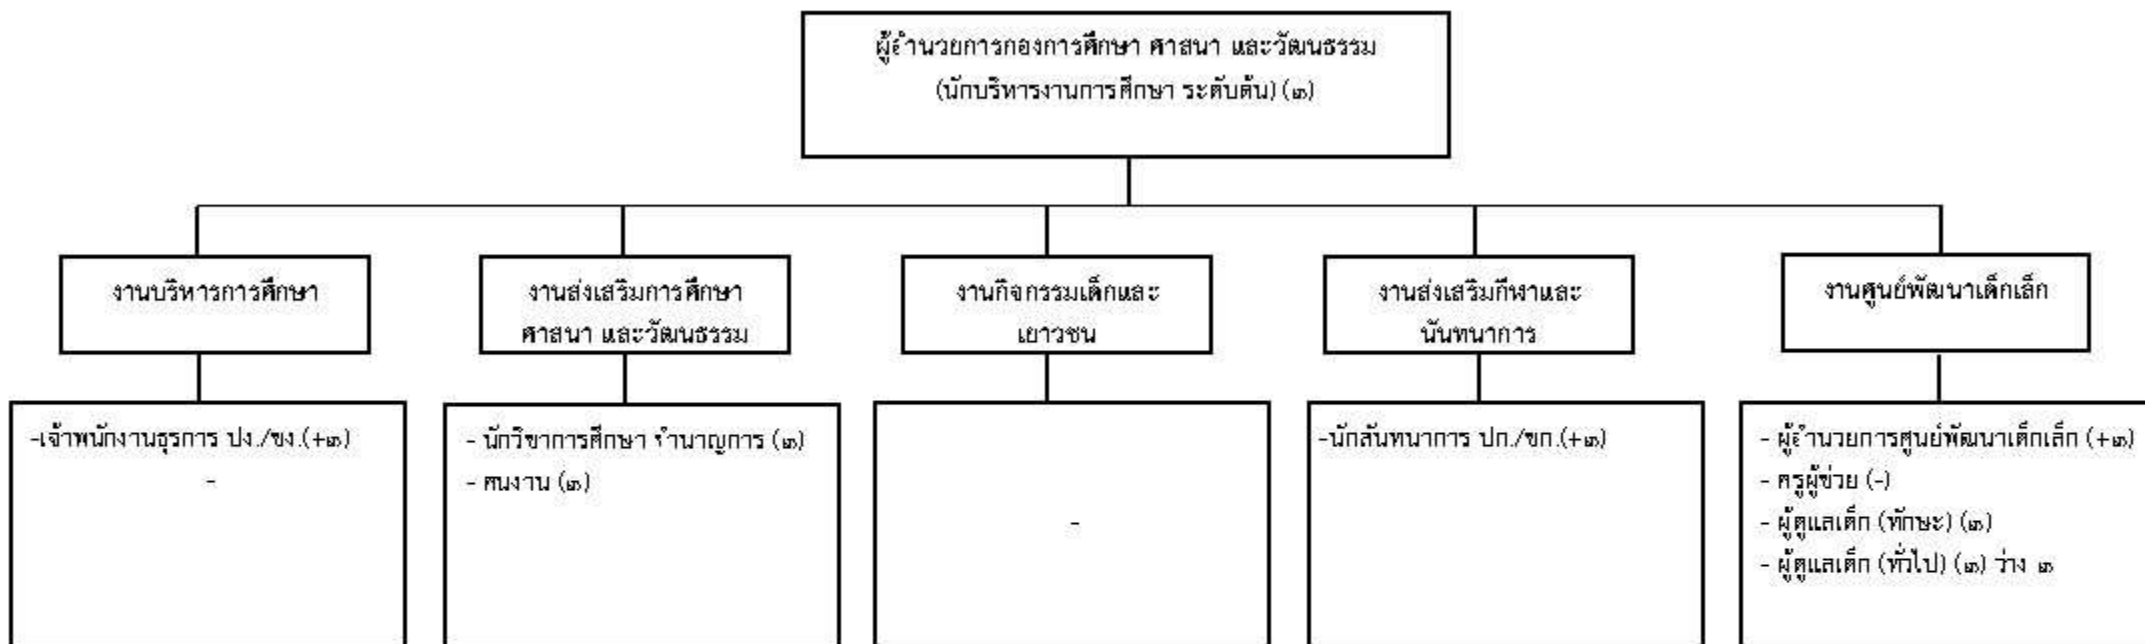 ผู้อำนวยการกองการศึกษา ศาสนา และวัฒนธรรม
(นักบริหารงานการศึกษา ระดับต้น) (๑)
งานบริหารการศึกษา
งานส่งเสริมการศึกษา
ศาสนา และวัฒนธรรม
งานกิจกรรมเด็กและ
เยาวชน
งานส่งเสริมกีฬาและ
นันทนาการ
งานศูนย์พัฒนาเด็กเล็ก
-เจ้าพนักงานธุรการ ปง./ชง.(+๑)
-
- นักวิชาการศึกษา ชำนาญการ (๑)
- คนงาน (๑)
-
-นักสันทนาการ ปก./ชก.(+๑)
- ผู้อำนวยการศูนย์พัฒนาเด็กเล็ก (+๑)
- ครูผู้ช่วย (-)
- ผู้ดูแลเด็ก (ทักษะ) (๑)
- ผู้ดูแลเด็ก (ทั่วไป) (๑) ว่าง ๑